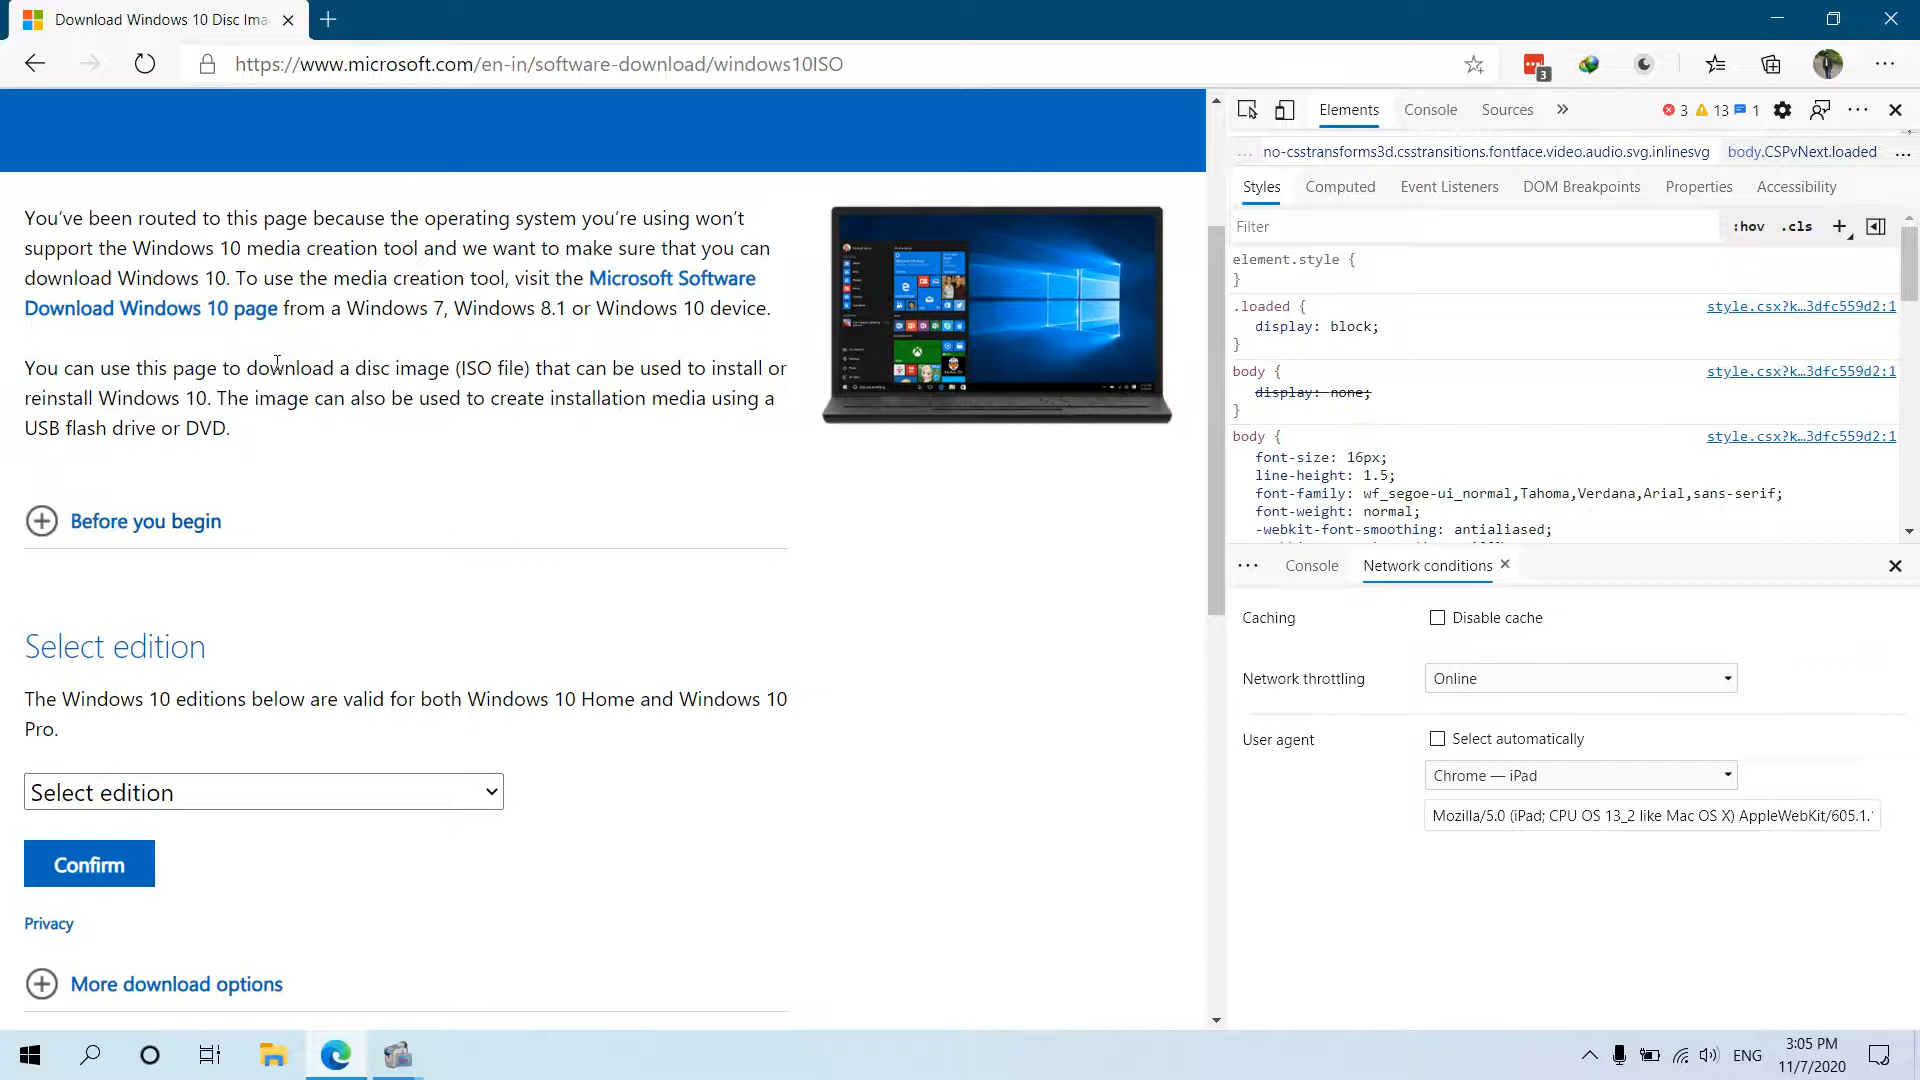 Download Windows 10 Disc Ima
https://www.microsoft.com/en-in/software-download/windows10ISO
3
You've been routed to this page because the operating system you're using won't
support the Windows 10 media creation tool and we want to make sure that you can
download Windows 10. To use the media creation tool, visit the Microsoft Software
Download Windows 10 page from a Windows 7, Windows 8.1 or Windows 10 device.
You can use this page to download a disc image (ISO file) that can be used to install or
reinstall Windows 10. The image can also be used to create installation media using a
USB flash drive or DVD.
Before you begin
Select edition
The Windows 10 editions below are valid for both Windows 10 Home and Windows 10
Pro.
Select edition
Confirm
Privacy
More download options
Elements Console Sources 3 13 1
... no-csstransforms3d.csstransitions.fontface.video.audio.svg.inlinesvg body.CSPvNext.loaded ...
Styles Computed Event Listeners DOM Breakpoints Properties Accessibility
Filter :hov .cls +
element.style {
}
.loaded { style.csx?k…3dfc559d2:1
display: block;
}
body { style.csx?k…3dfc559d2:1
display: none;
}
body { style.csx?k…3dfc559d2:1
font-size: 16px;
line-height: 1.5;
font-family: wf_segoe-ui_normal,Tahoma,Verdana,Arial,sans-serif;
font-weight: normal;
-webkit-font-smoothing: antialiased;
Console Network conditions
Caching Disable cache
Network throttling Online
User agent Select automatically
Chrome — iPad
Mozilla/5.0 (iPad; CPU OS 13_2 like Mac OS X) AppleWebKit/605.1.
ENG
3:05 PM
11/7/2020